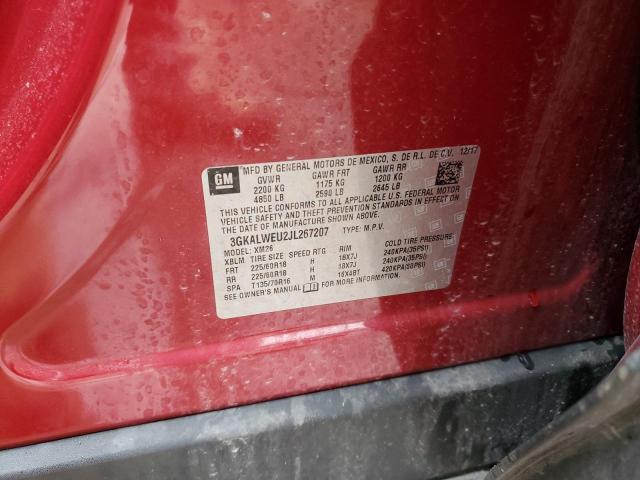 MFD BY GENERAL MOTORS DE MEXICO, S. DE R.L. DE C.V. 12/17
GM GVWR GAWR FRT GAWR RR
2200 KG 1175 KG 1200 KG
4850 LB 2590 LB 2645 LB
THIS VEHICLE CONFORMS TO ALL APPLICABLE U.S. FEDERAL MOTOR
VEHICLE SAFETY AND THEFT PREVENTION STANDARDS IN EFFECT ON
THE DATE OF MANUFACTURE SHOWN ABOVE.
3GKALWEU2JL267207 TYPE: M.P.V.
MODEL: XM26
XBLM TIRE SIZE SPEED RTG RIM COLD TIRE PRESSURE
FRT 225/60R18 H 18X7J 240KPA(35PSI)
RR 225/60R18 H 18X7J 240KPA(35PSI)
SPA T135/70R16 M 16X4BT 420KPA(60PSI)
SEE OWNER'S MANUAL FOR MORE INFORMATION.